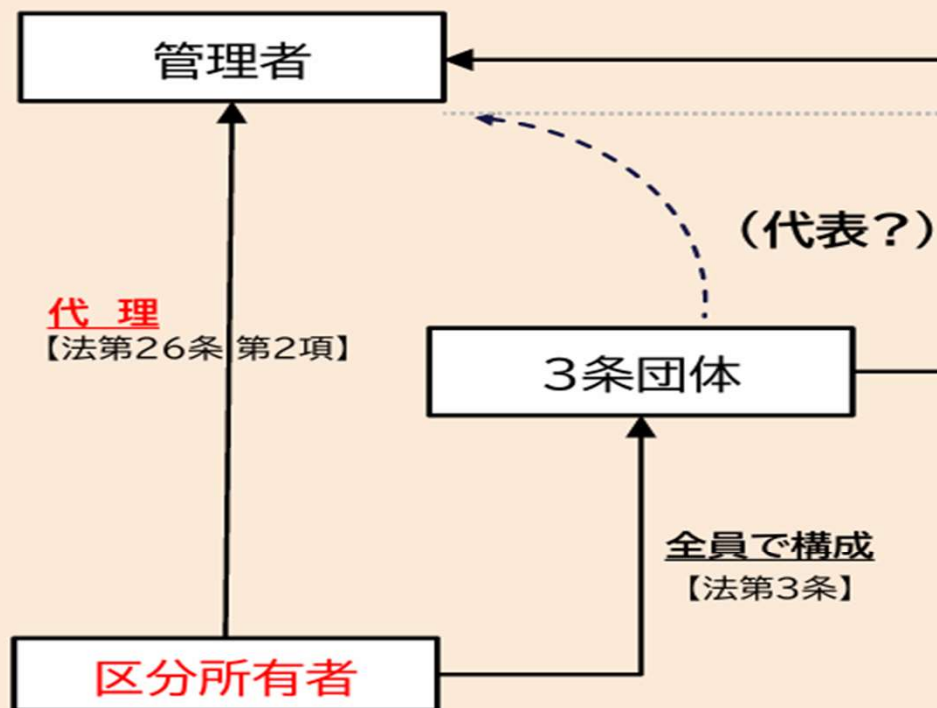 管理者
（代表？）
代 理
【法第26条 第2項】
３条団体
全員で構成
【法第3条】
区分所有者